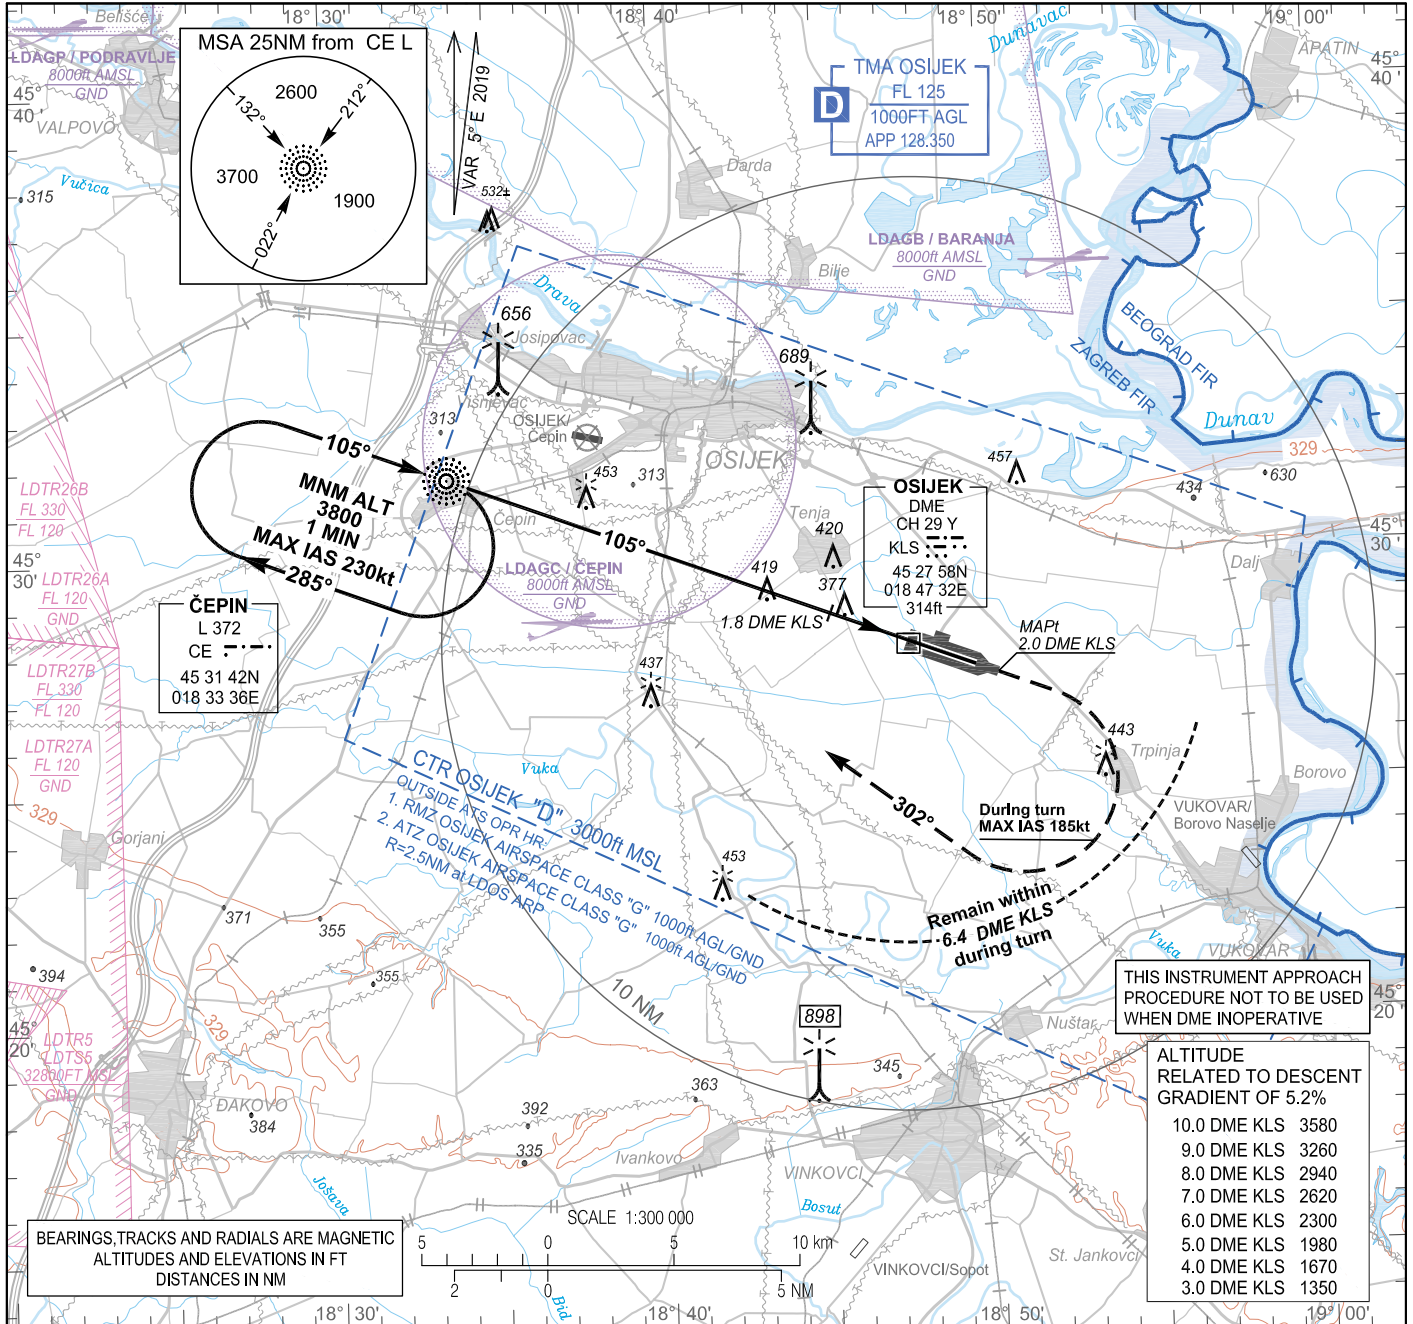 18°30'
18°40'
18°50'
19°00'
Belišće
LDAGP / PODRAVLJE
8000ft AMSL
GND
45°
40'
VALPOVO
Vučica
315
MSA 25NM from CE L
2600
132°
212°
3700
1900
022°
VAR 5° E 2019
532±
Darda
TMA OSIJEK
D
FL 125
1000FT AGL
APP 128.350
Dunavac
APATIN
45°
40'
LDAGB / BARANJA
8000ft AMSL
GND
Bilje
Drava
BEOGRAD FIR
ZAGREB FIR
Dunav
656
Josipovac
689
Višnjevac
313
OSIJEK/
Čepin
453
313
OSIJEK
457
329
630
434
105°
MNM ALT
3800
1 MIN
MAX IAS 230kt
285°
Čepin
105°
LDTR26B
FL 330
FL 120
OSIJEK
DME
CH 29 Y
KLS
45 27 58N
018 47 32E
314ft
Tenja
420
419
377
45°
30'
Dalj
45°
30'
LDTR26A
FL 120
GND
LDAGC / ČEPIN
8000ft AMSL
GND
1.8 DME KLS
MAPt
2.0 DME KLS
ČEPIN
L 372
CE
45 31 42N
018 33 36E
437
LDTR27B
FL 330
FL 120
LDTR27A
FL 120
GND
443
Trpinja
Borovo
Vuka
CTR OSIJEK "D" 3000ft MSL
OUTSIDE ATS OPR HR:
1. RMZ OSIJEK AIRSPACE CLASS "G" 1000ft AGL/GND
2. ATZ OSIJEK AIRSPACE CLASS "G" 1000ft AGL/GND
R=2.5NM at LDOS ARP
302°
During turn
MAX IAS 185kt
VUKOVAR/
Borovo Naselje
329
Gorjani
453
Remain within
6.4 DME KLS
during turn
371
355
355
394
Vuka
VUKOVAR
10 NM
THIS INSTRUMENT APPROACH
PROCEDURE NOT TO BE USED
WHEN DME INOPERATIVE
45°
20'
329
LDTR5
LDTS5
32800FT MSL
GND
898
Nuštar
45°
20'
345
363
ĐAKOVO
384
392
335
Ivankovo
VINKOVCI
ALTITUDE
RELATED TO DESCENT
GRADIENT OF 5.2%
10.0 DME KLS 3580
9.0 DME KLS 3260
8.0 DME KLS 2940
7.0 DME KLS 2620
6.0 DME KLS 2300
5.0 DME KLS 1980
4.0 DME KLS 1670
3.0 DME KLS 1350
Jošava
Bosut
St. Jankovci
VINKOVCI/Sopot
BEARINGS,TRACKS AND RADIALS ARE MAGNETIC
ALTITUDES AND ELEVATIONS IN FT
DISTANCES IN NM
SCALE 1:300 000
5 0 5 10 km
2 0 5 NM
Bid
18°30'
18°40'
18°50'
19°00'